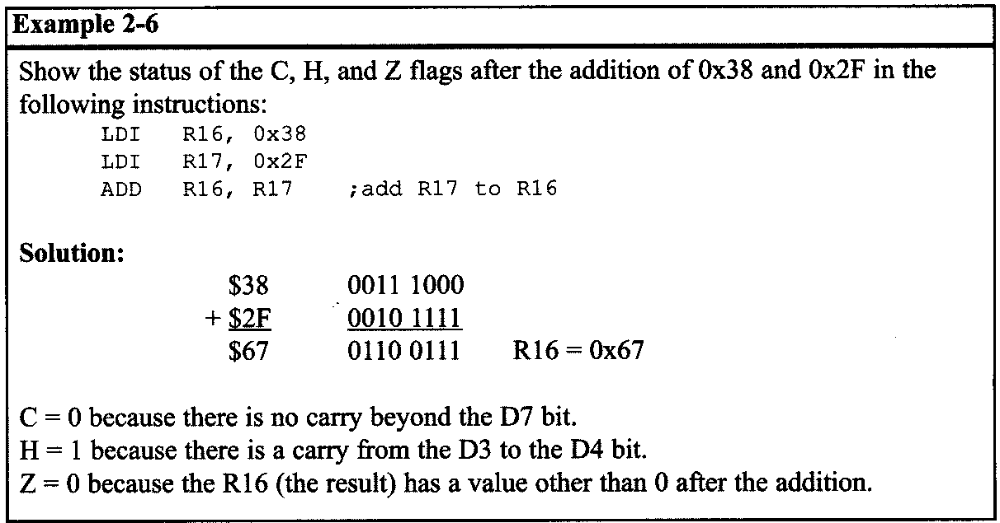 Example 2-6
Show the status of the C, H, and Z flags after the addition of 0x38 and 0x2F in the
following instructions:
LDI R16, 0x38
LDI R17, 0x2F
ADD R16, R17 ;add R17 to R16
Solution:
$38 0011 1000
+ $2F 0010 1111
$67 0110 0111 R16 = 0x67
C = 0 because there is no carry beyond the D7 bit.
H = 1 because there is a carry from the D3 to the D4 bit.
Z = 0 because the R16 (the result) has a value other than 0 after the addition.